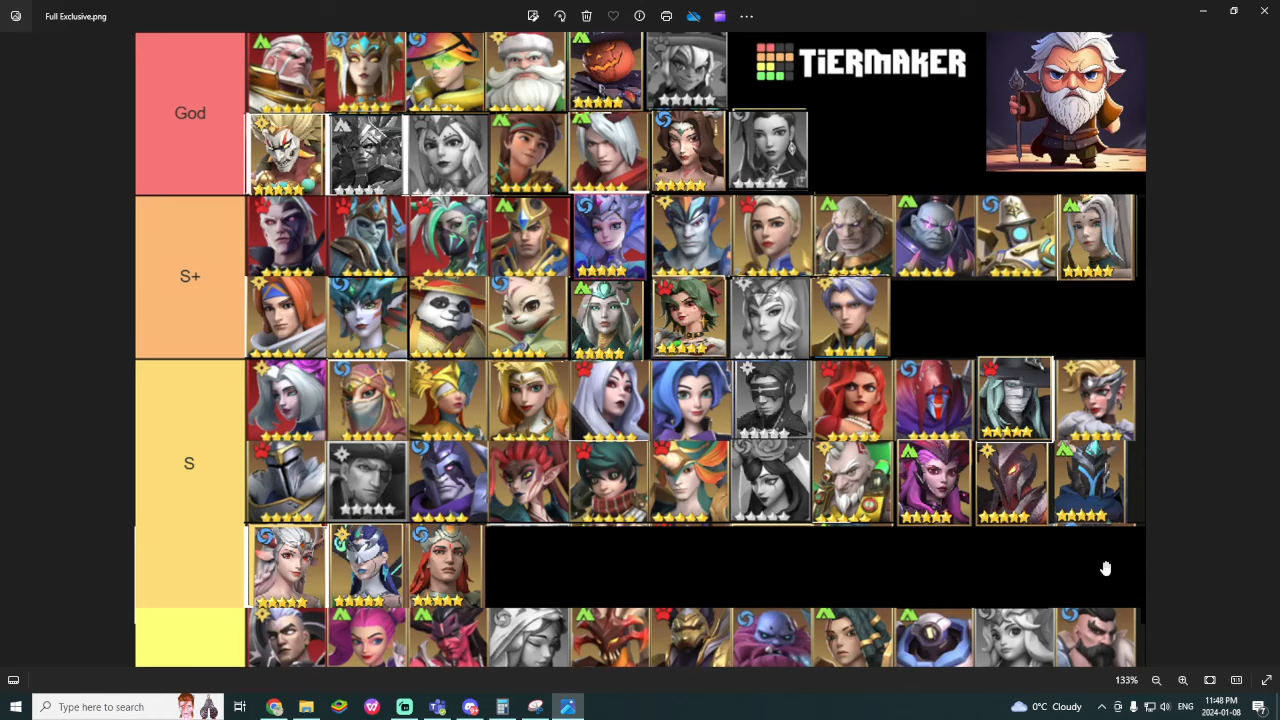 Full Exclusive.png
God
TiERMAKER
S+
S
133%
Type here to search
0°C Cloudy
ENG
11:48 PM
2024-01-08
2